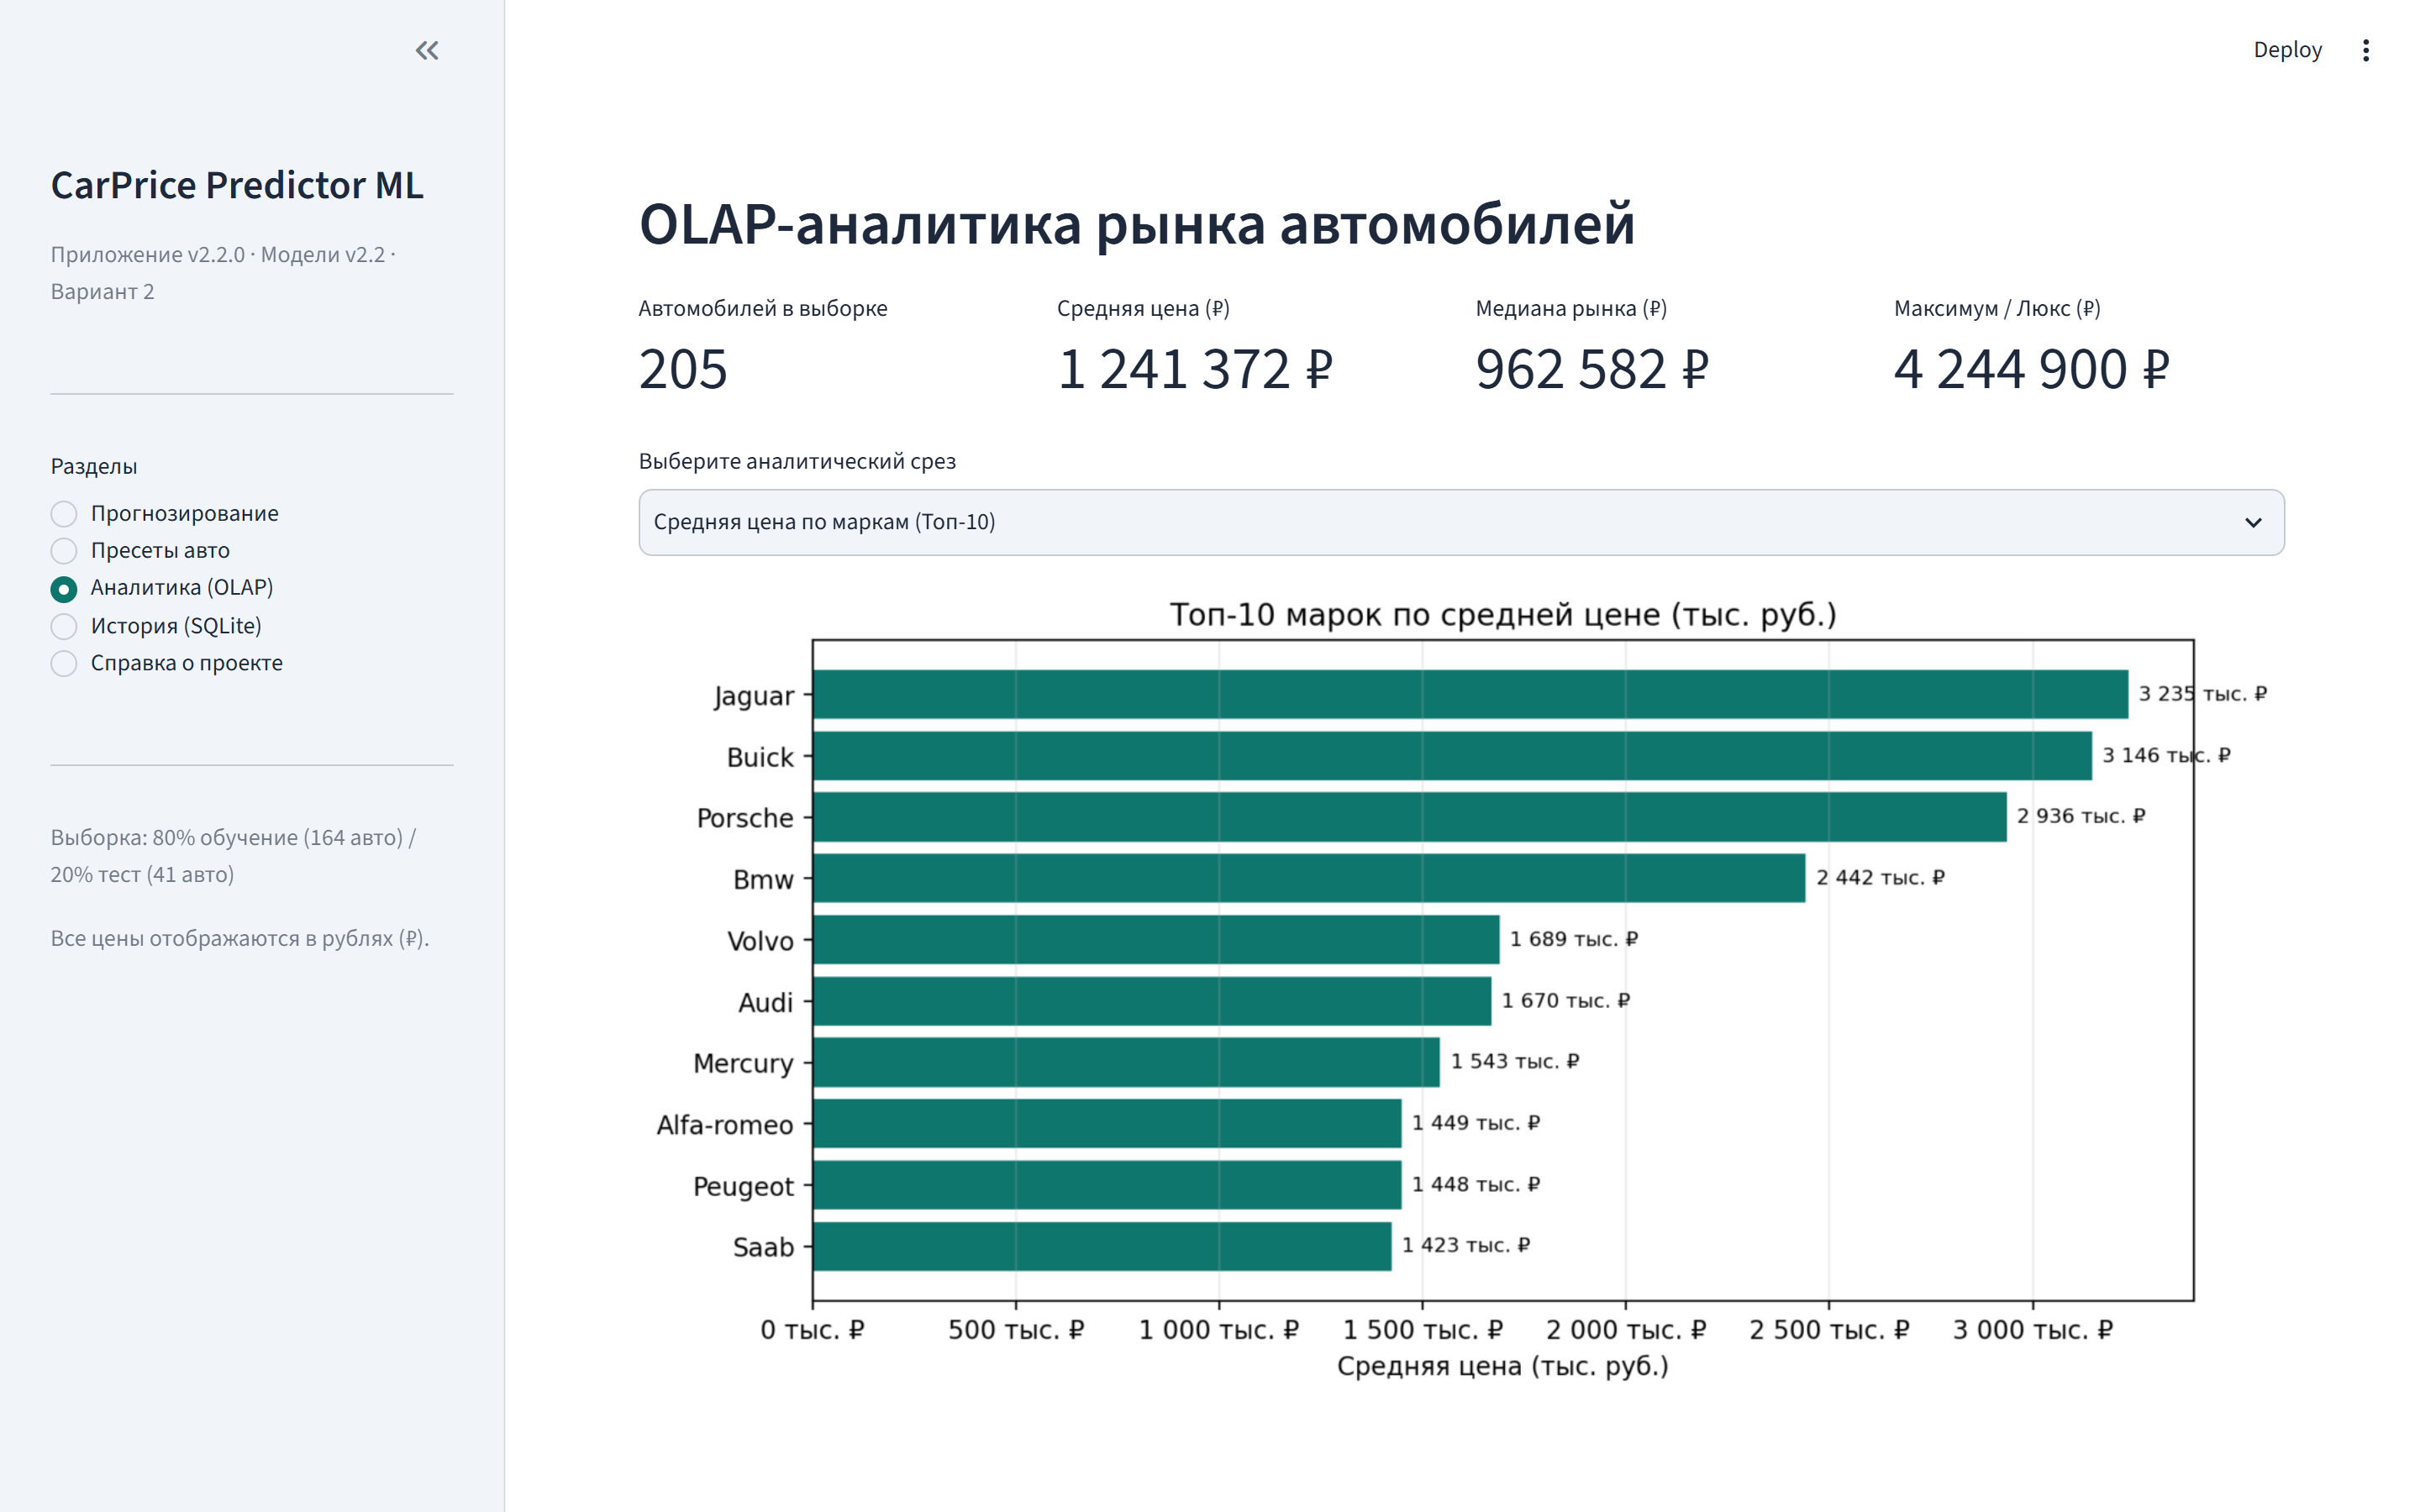 Deploy
CarPrice Predictor ML
Приложение v2.2.0 · Модели v2.2 ·
Вариант 2
Разделы
Прогнозирование
Пресеты авто
Аналитика (OLAP)
История (SQLite)
Справка о проекте
Выборка: 80% обучение (164 авто) /
20% тест (41 авто)
Все цены отображаются в рублях (₽).
OLAP-аналитика рынка автомобилей
Автомобилей в выборке
205
Средняя цена (₽)
1 241 372 ₽
Медиана рынка (₽)
962 582 ₽
Максимум / Люкс (₽)
4 244 900 ₽
Выберите аналитический срез
Средняя цена по маркам (Топ-10)
Топ-10 марок по средней цене (тыс. руб.)
Jaguar 3 235 тыс. ₽
Buick 3 146 тыс. ₽
Porsche 2 936 тыс. ₽
Bmw 2 442 тыс. ₽
Volvo 1 689 тыс. ₽
Audi 1 670 тыс. ₽
Mercury 1 543 тыс. ₽
Alfa-romeo 1 449 тыс. ₽
Peugeot 1 448 тыс. ₽
Saab 1 423 тыс. ₽
0 тыс. ₽ 500 тыс. ₽ 1 000 тыс. ₽ 1 500 тыс. ₽ 2 000 тыс. ₽ 2 500 тыс. ₽ 3 000 тыс. ₽
Средняя цена (тыс. руб.)